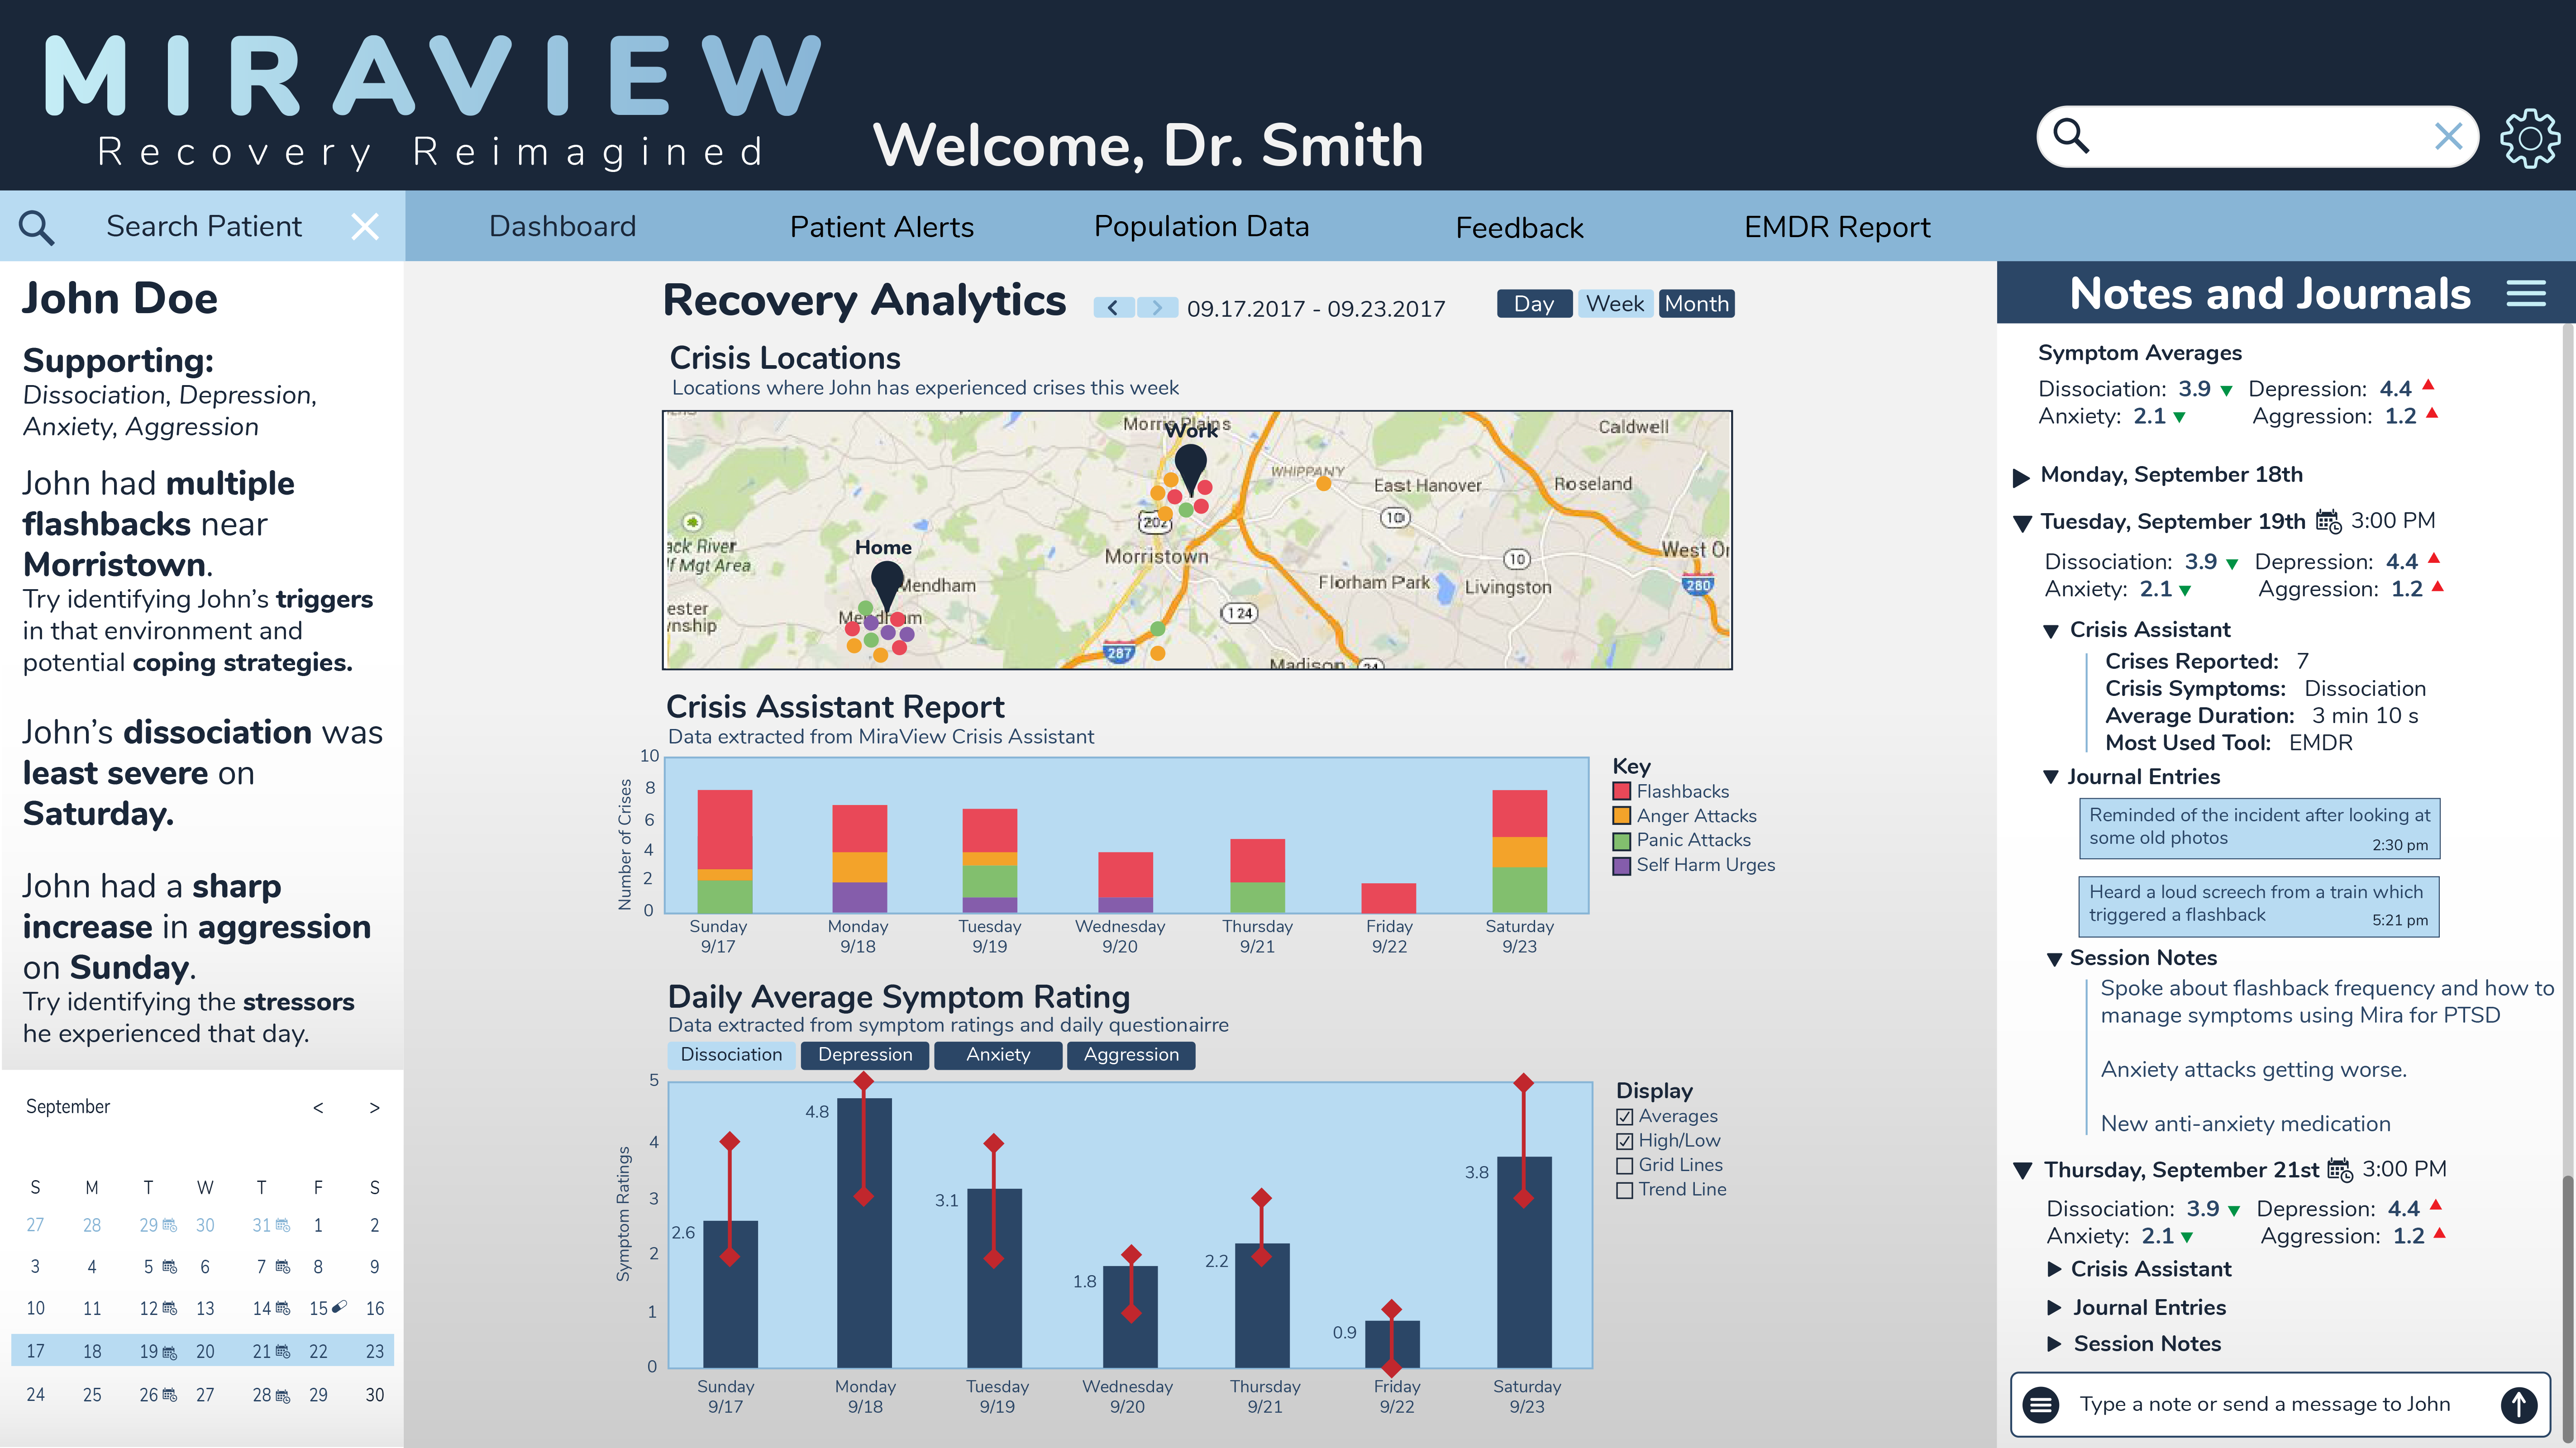 MIRAVIEW
Recovery Reimagined
Welcome, Dr. Smith
Search Patient
Dashboard
Patient Alerts
Population Data
Feedback
EMDR Report
John Doe
Supporting:
Dissociation, Depression,
Anxiety, Aggression
John had multiple
flashbacks near
Morristown.
Try identifying John's triggers
in that environment and
potential coping strategies.
John's dissociation was
least severe on
Saturday.
John had a sharp
increase in aggression
on Sunday.
Try identifying the stressors
he experienced that day.
September < >
S M T W T F S
27 28 29 30 31 1 2
3 4 5 6 7 8 9
10 11 12 13 14 15 16
17 18 19 20 21 22 23
24 25 26 27 28 29 30
Recovery Analytics
< > 09.17.2017 - 09.23.2017
Day Week Month
Crisis Locations
Locations where John has experienced crises this week
Morris Plains
Work
Caldwell
WHIPPANY
East Hanover
Roseland
202
10
ack River
f Mgt Area
Home
Morristown
10
West Or
Mendham
Florham Park
Livingston
280
ester
wnship
Mendham
124
287
Madison
24
Crisis Assistant Report
Data extracted from MiraView Crisis Assistant
Number of Crises
10
8
6
4
2
0
Sunday Monday Tuesday Wednesday Thursday Friday Saturday
9/17 9/18 9/19 9/20 9/21 9/22 9/23
Key
Flashbacks
Anger Attacks
Panic Attacks
Self Harm Urges
Daily Average Symptom Rating
Data extracted from symptom ratings and daily questionairre
Dissociation Depression Anxiety Aggression
Symptom Ratings
5
4
3
2
1
0
2.6
4.8
3.1
1.8
2.2
0.9
3.8
Sunday Monday Tuesday Wednesday Thursday Friday Saturday
9/17 9/18 9/19 9/20 9/21 9/22 9/23
Display
Averages
High/Low
Grid Lines
Trend Line
Notes and Journals
Symptom Averages
Dissociation: 3.9 Depression: 4.4
Anxiety: 2.1 Aggression: 1.2
Monday, September 18th
Tuesday, September 19th 3:00 PM
Dissociation: 3.9 Depression: 4.4
Anxiety: 2.1 Aggression: 1.2
Crisis Assistant
Crises Reported: 7
Crisis Symptoms: Dissociation
Average Duration: 3 min 10 s
Most Used Tool: EMDR
Journal Entries
Reminded of the incident after looking at
some old photos
2:30 pm
Heard a loud screech from a train which
triggered a flashback
5:21 pm
Session Notes
Spoke about flashback frequency and how to
manage symptoms using Mira for PTSD
Anxiety attacks getting worse.
New anti-anxiety medication
Thursday, September 21st 3:00 PM
Dissociation: 3.9 Depression: 4.4
Anxiety: 2.1 Aggression: 1.2
Crisis Assistant
Journal Entries
Session Notes
Type a note or send a message to John